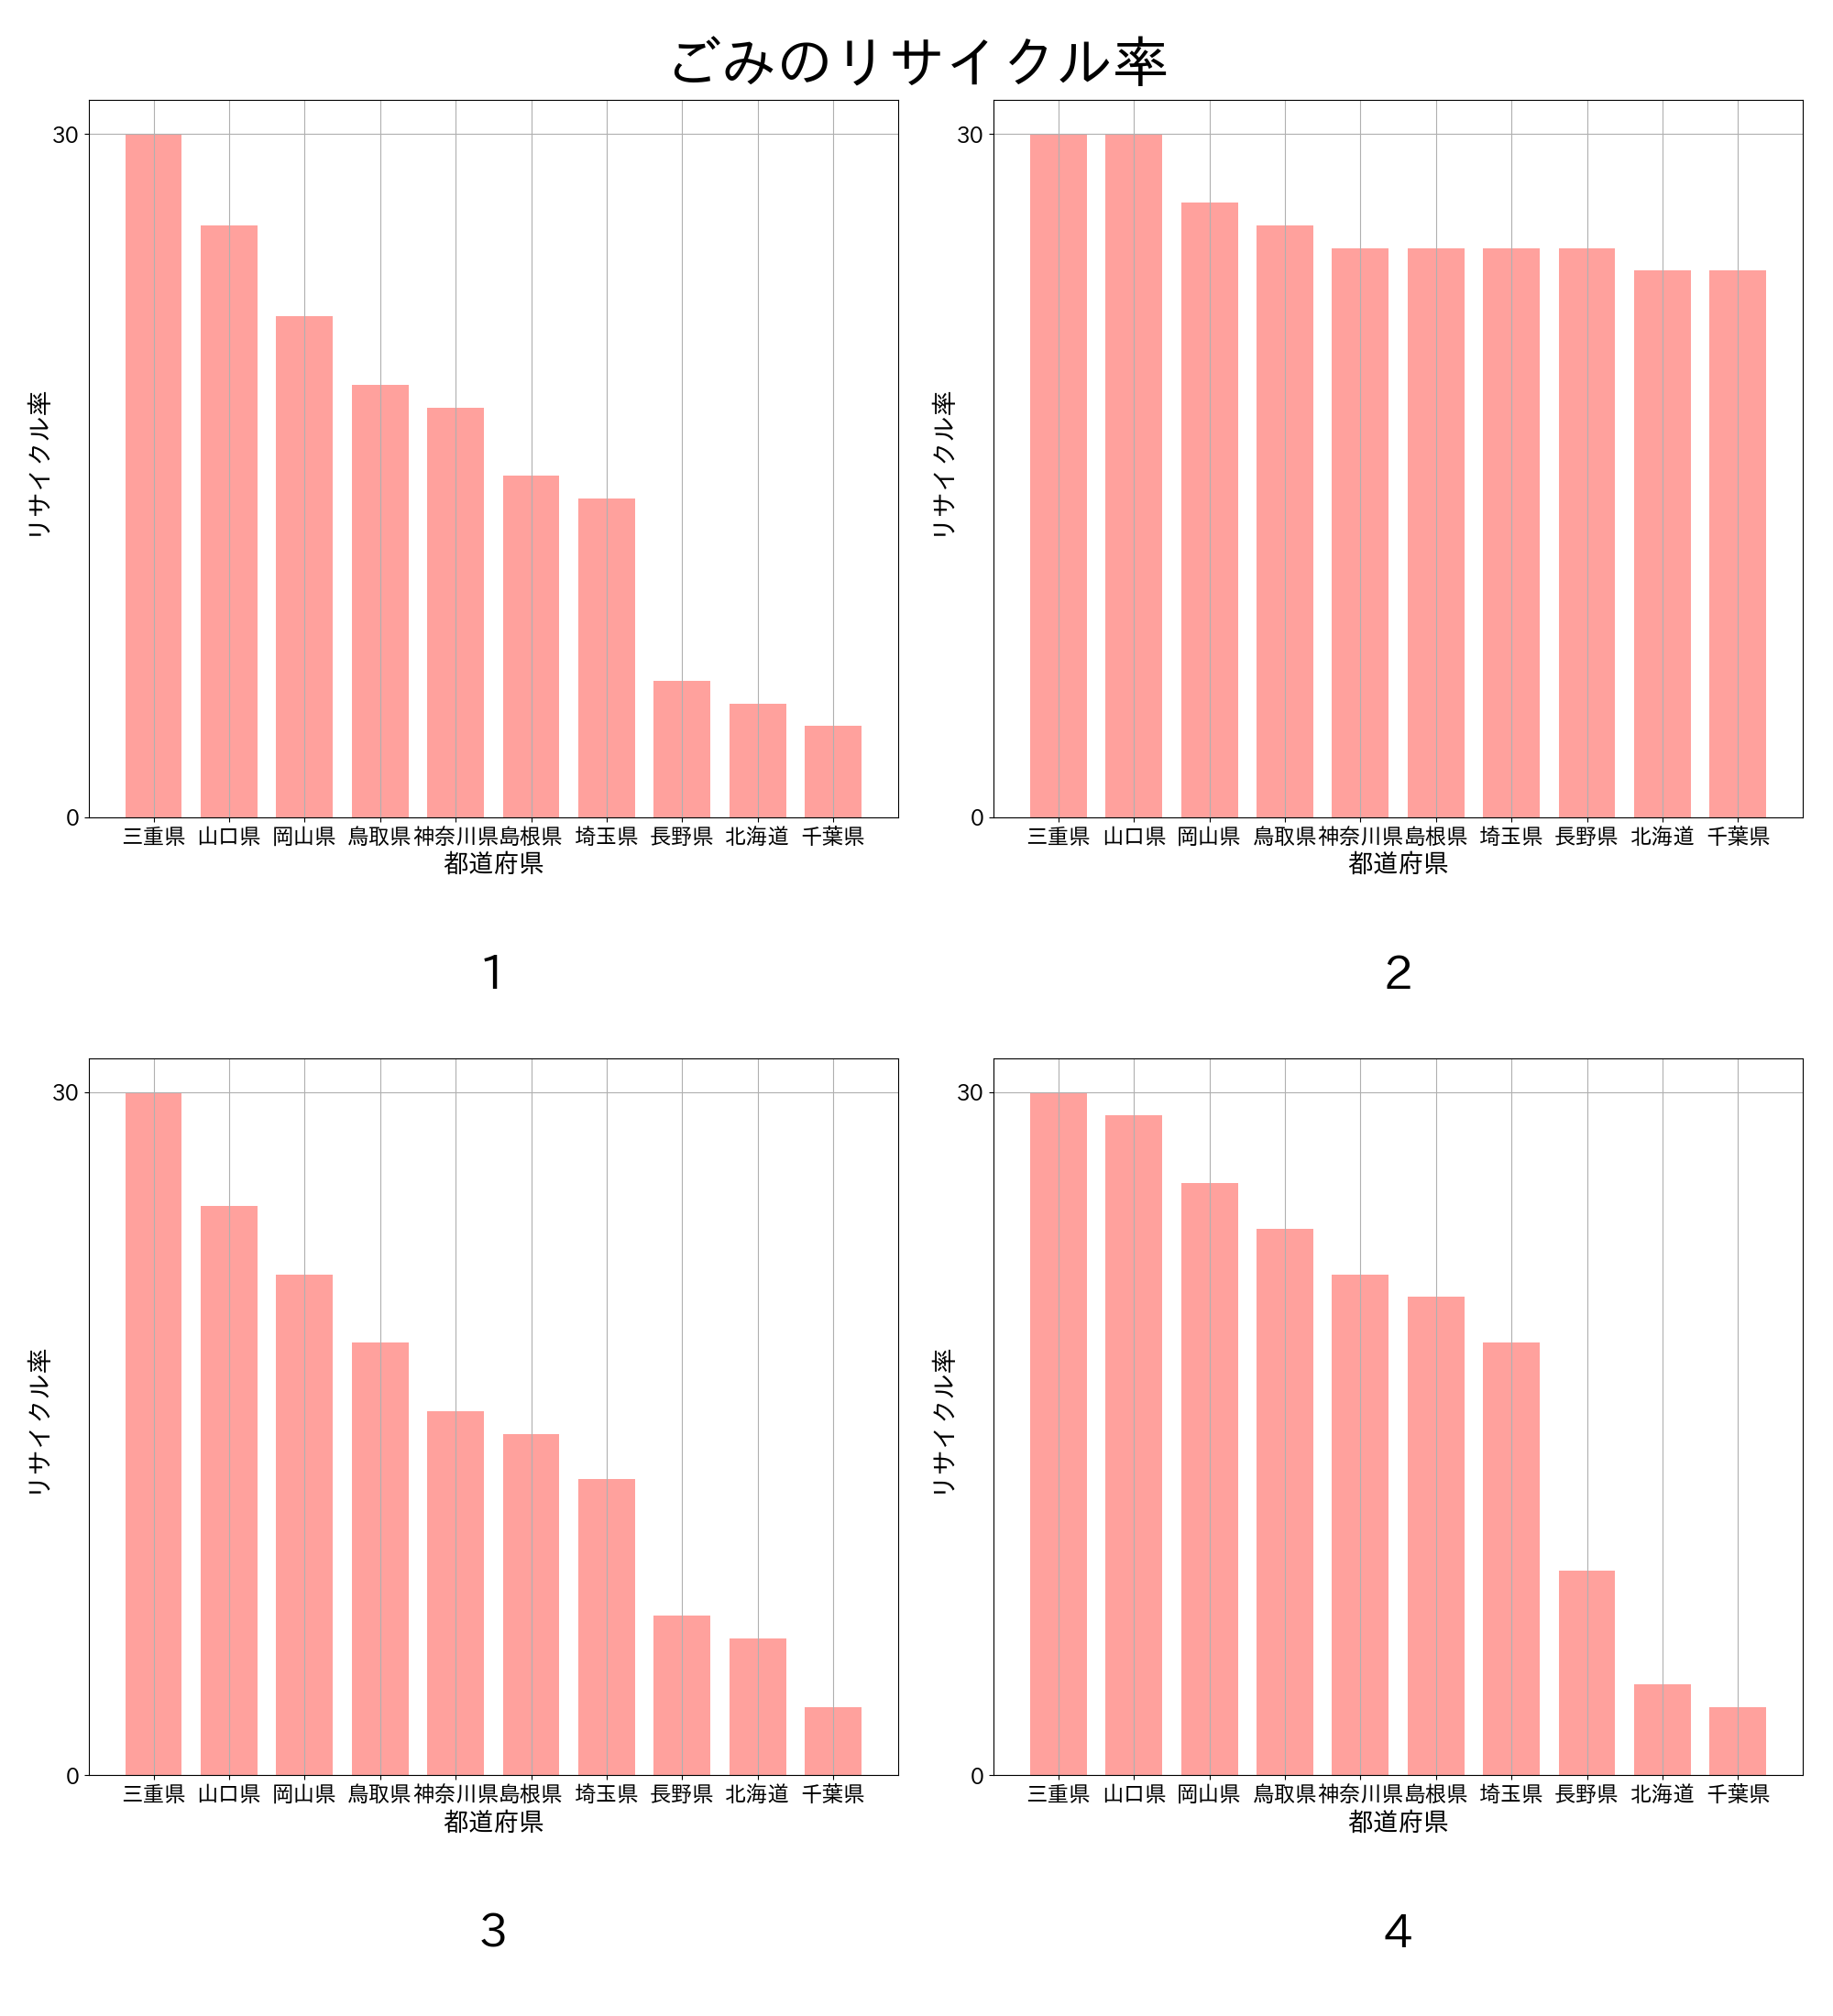 ごみのリサイクル率
30
0
リサイクル率
三重県 山口県 岡山県 鳥取県 神奈川県 島根県 埼玉県 長野県 北海道 千葉県
都道府県
1
30
0
リサイクル率
三重県 山口県 岡山県 鳥取県 神奈川県 島根県 埼玉県 長野県 北海道 千葉県
都道府県
2
30
0
リサイクル率
三重県 山口県 岡山県 鳥取県 神奈川県 島根県 埼玉県 長野県 北海道 千葉県
都道府県
3
30
0
リサイクル率
三重県 山口県 岡山県 鳥取県 神奈川県 島根県 埼玉県 長野県 北海道 千葉県
都道府県
4